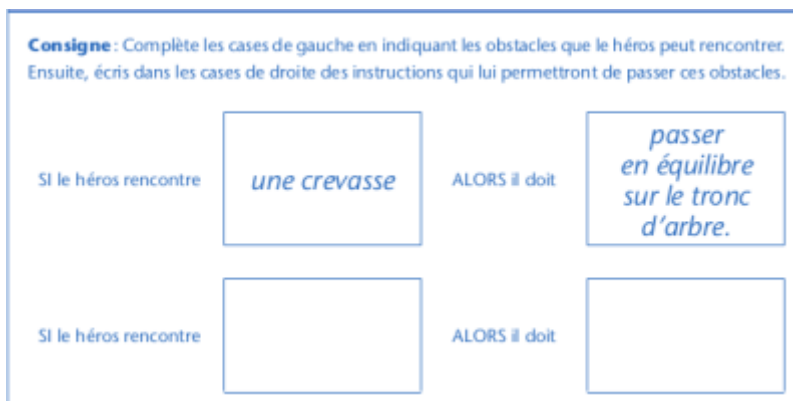 Consigne : Complète les cases de gauche en indiquant les obstacles que le héros peut rencontrer.
Ensuite, écris dans les cases de droite des instructions qui lui permettront de passer ces obstacles.
SI le héros rencontre
une crevasse
ALORS il doit
passer
en équilibre
sur le tronc
d'arbre.
SI le héros rencontre
ALORS il doit